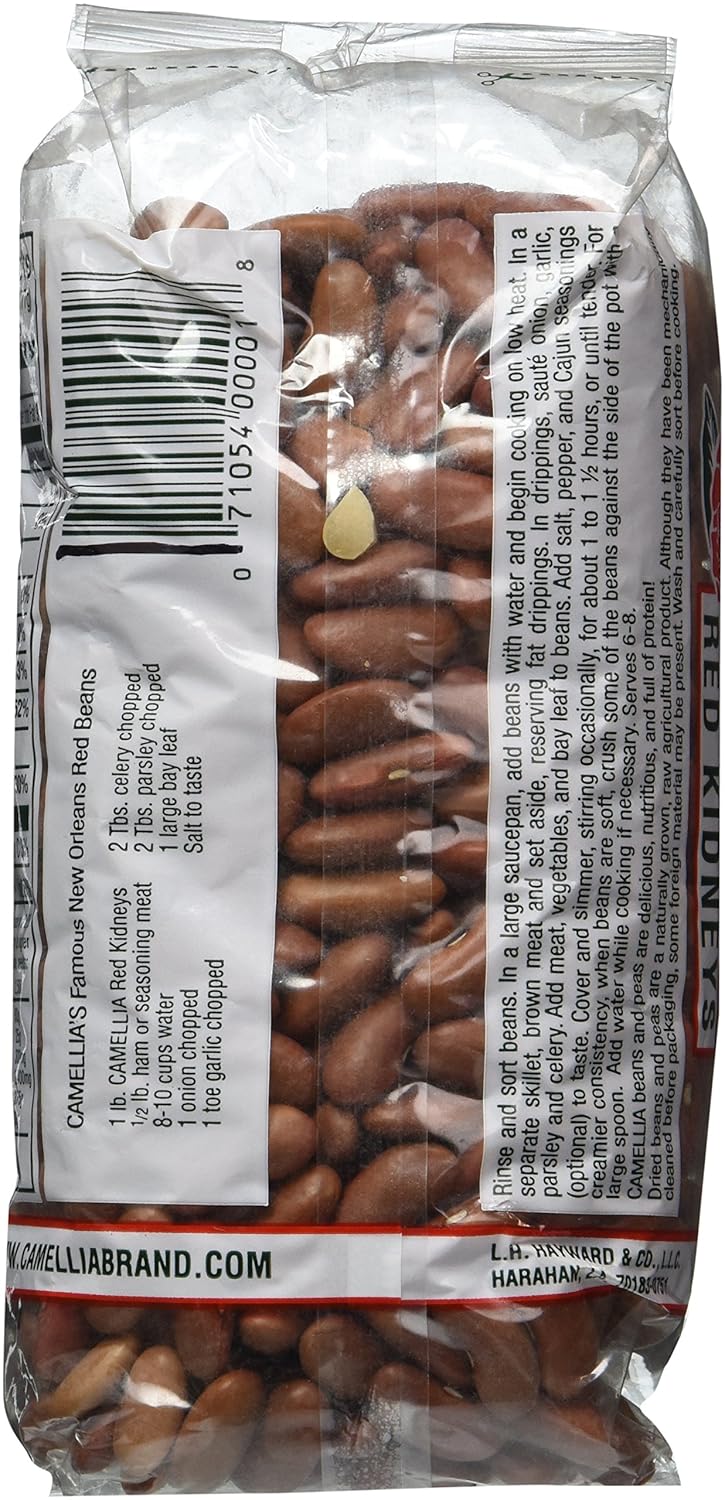 8
0 71054 00001
CAMELLIA'S Famous New Orleans Red Beans
1 lb. CAMELLIA Red Kidneys
1/2 lb. ham or seasoning meat
8-10 cups water
1 onion chopped
1 toe garlic chopped
2 Tbs. celery chopped
2 Tbs. parsley chopped
1 large bay leaf
Salt to taste
Rinse and sort beans. In a large saucepan, add beans with water and begin cooking on low heat. In a
separate skillet, brown meat and set aside, reserving fat drippings. In drippings, sauté onion, garlic,
parsley and celery. Add meat, vegetables, and bay leaf to beans. Add salt, pepper, and Cajun seasonings
(optional) to taste. Cover and simmer, stirring occasionally, for about 1 to 1 ½ hours, or until tender. For
creamier consistency, when beans are soft, crush some of the beans against the side of the pot with a
large spoon. Add water while cooking if necessary. Serves 6-8.
CAMELLIA beans and peas are delicious, nutritious, and full of protein!
Dried beans and peas are a naturally grown, raw agricultural product. Although they have been mechanic
cleaned before packaging, some foreign material may be present. Wash and carefully sort before cooking.
RED KIDNEYS
W.CAMELLIABRAND.COM
L.H. HAYWARD & CO., LLC.
HARAHAN, 70183-0751